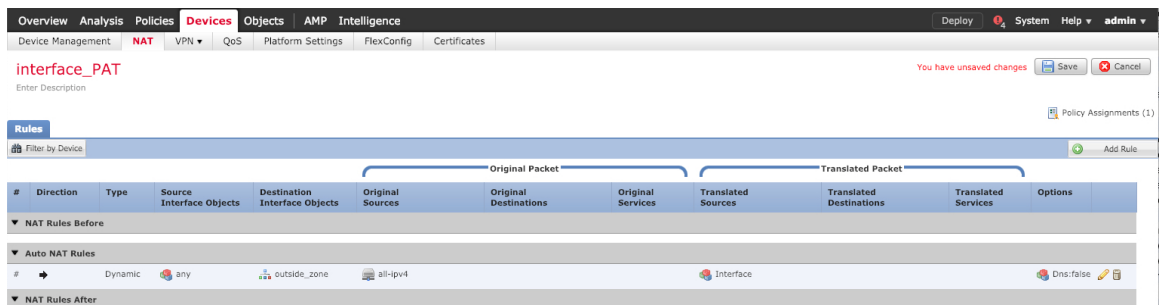 Overview Analysis Policies Devices Objects AMP Intelligence Deploy 4 System Help admin
Device Management NAT VPN QoS Platform Settings FlexConfig Certificates
interface_PAT You have unsaved changes Save Cancel
Enter Description
Policy Assignments (1)
Rules
Filter by Device Add Rule
Original Packet Translated Packet
# Direction Type Source Interface Objects Destination Interface Objects Original Sources Original Destinations Original Services Translated Sources Translated Destinations Translated Services Options
NAT Rules Before
Auto NAT Rules
# Dynamic any outside_zone all-ipv4 Interface Dns:false
NAT Rules After